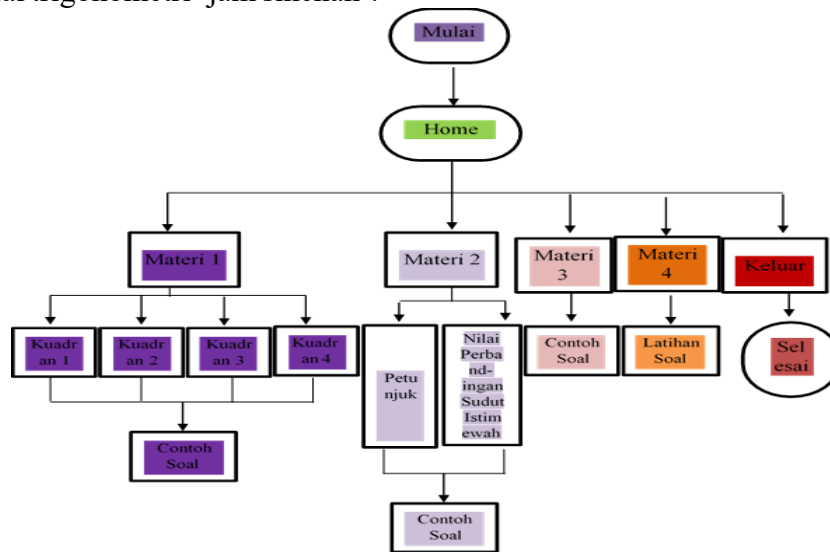 Mulai
Home
Materi 1
Materi 2
Materi
3
Materi
4
Keluar
Kuadr
an 1
Kuadr
an 2
Kuadr
an 3
Kuadr
an 4
Petu
njuk
Nilai
Perba
nd-
ingan
Sudut
Istim
ewah
Contoh
Soal
Latihan
Soal
Sel
esai
Contoh
Soal
Contoh
Soal